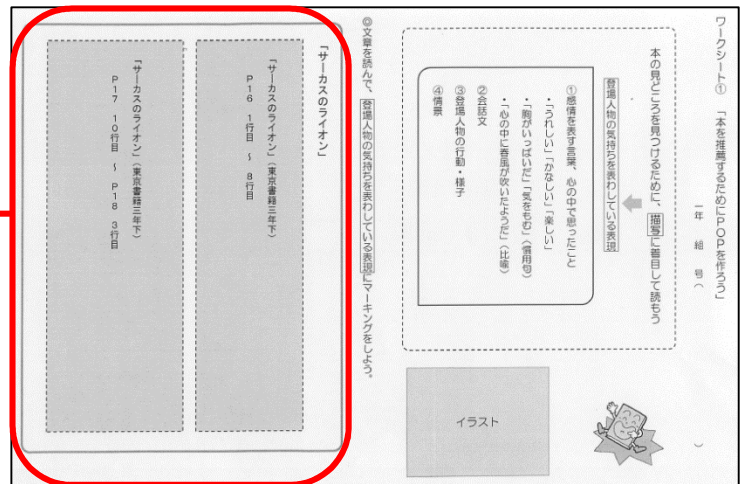 ワークシート① 「本を推薦するためにPOPを作ろう」
一年 組 号( )
本の見どころを見つけるために、描写に着目して読もう
登場人物の気持ちを表わしている表現
①感情を表す言葉、心の中で思ったこと
・「うれしい」「かなしい」「楽しい」
・「胸がいっぱいだ」「気をもむ」(慣用句)
・「心の中に春風が吹いたようだ」(比喩)
②会話文
③登場人物の行動・様子
④情景
イラスト
◎文章を読んで、登場人物の気持ちを表わしている表現にマーキングをしよう。
「サーカスのライオン」
「サーカスのライオン」(東京書籍三年下)
P16 1行目 ~ 8行目
「サーカスのライオン」(東京書籍三年下)
P17 10行目 ~ P18 3行目